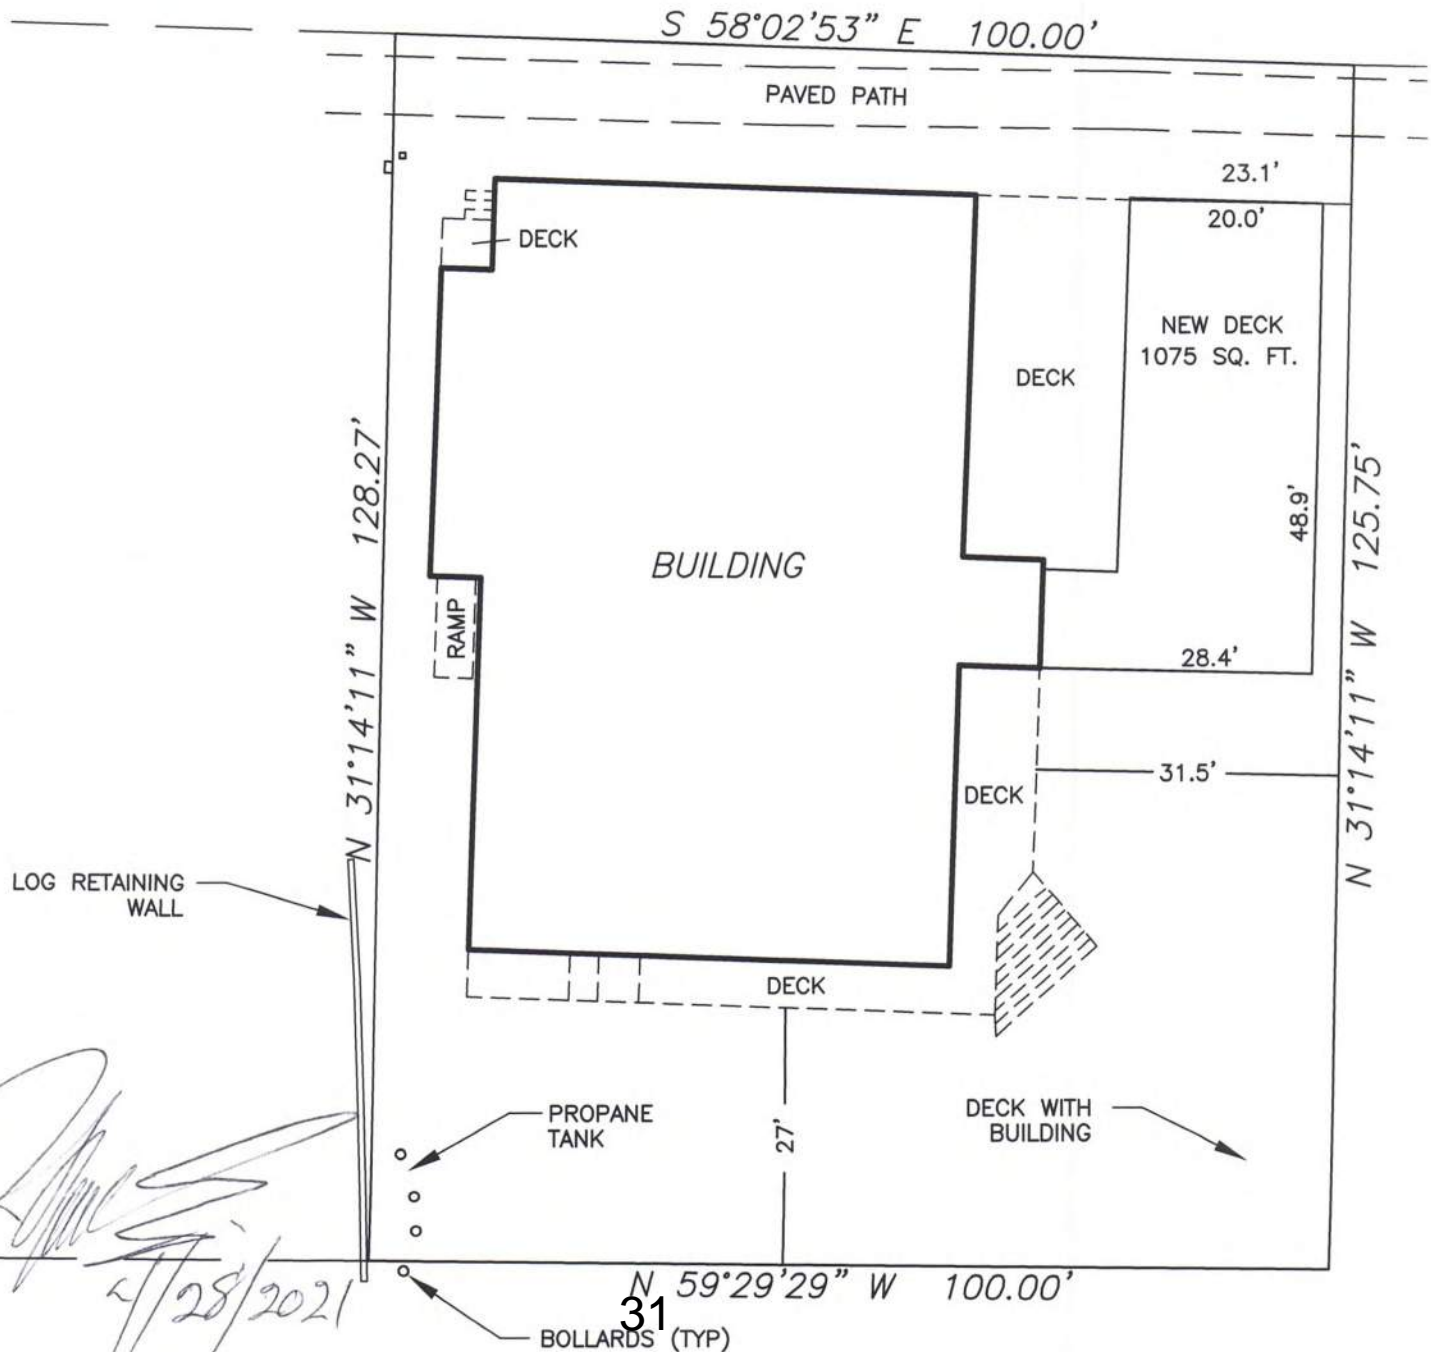 S 58°02'53" E 100.00'
PAVED PATH
23.1'
20.0'
DECK
NEW DECK
1075 SQ. FT.
DECK
N 31°14'11" W 128.27'
48.9'
N 31°14'11" W 125.75'
BUILDING
RAMP
28.4'
31.5'
DECK
LOG RETAINING
WALL
DECK
PROPANE
TANK
27'
DECK WITH
BUILDING
4/28/2021
N 59°29'29" W 100.00'
31
BOLLARDS (TYP)